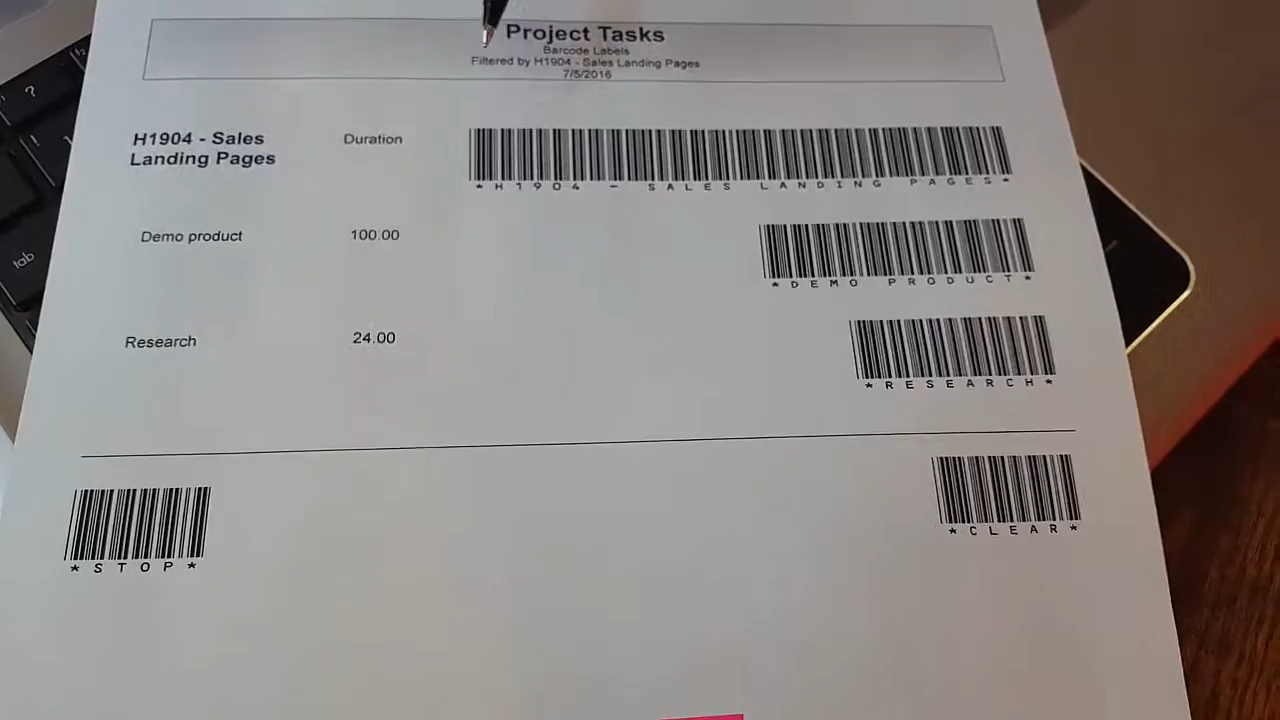 Project Tasks
Barcode Labels
Filtered by H1904 - Sales Landing Pages
7/5/2016
H1904 - Sales
Landing Pages
Duration
*H1904 - SALES LANDING PAGES*
Demo product
100.00
*DEMO PRODUCT*
Research
24.00
*RESEARCH*
*STOP*
*CLEAR*
?
!
tab